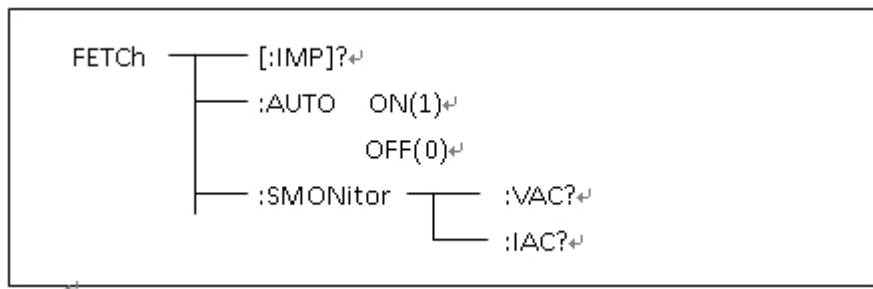 FETCh [:IMP]?↵
:AUTO ON(1)↵
OFF(0)↵
:SMONitor :VAC?↵
:IAC?↵
↵